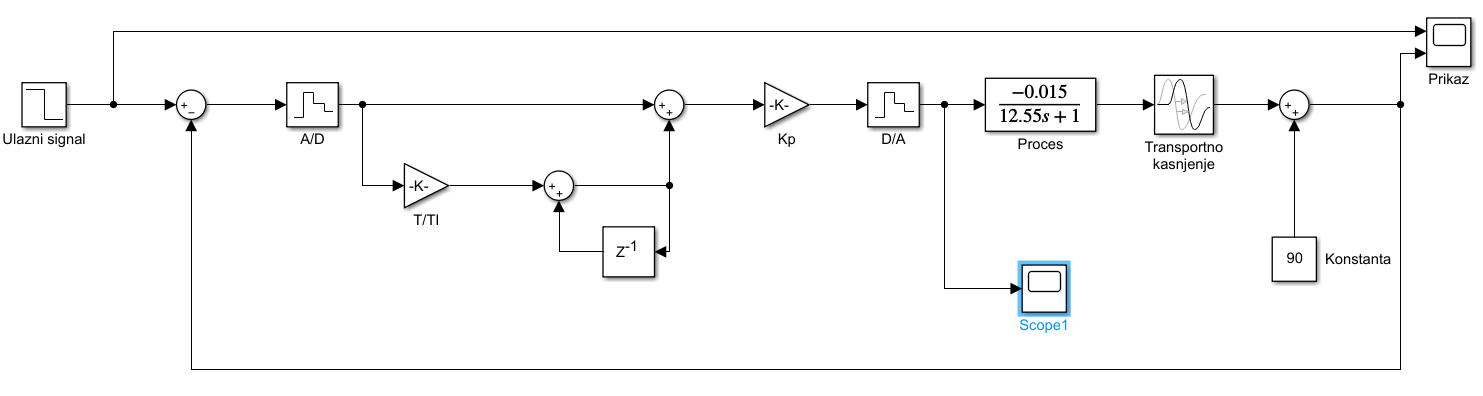 Prikaz
Ulazni signal
+
−
A/D
+
+
-K-
Kp
D/A
−0.015
12.55s + 1
Proces
Transportno
kasnjenje
+
+
-K-
T/TI
+
+
Z-1
90
Konstanta
Scope1